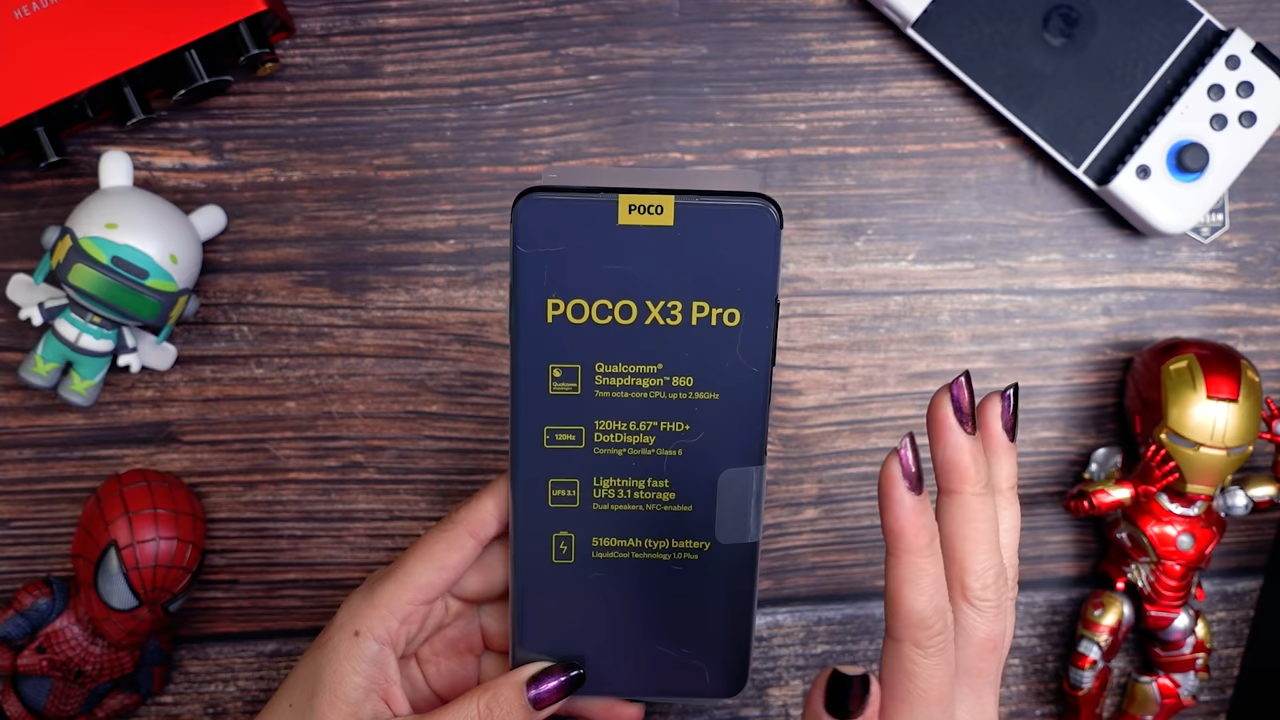 POCO
POCO X3 Pro
Qualcomm
snapdragon
Qualcomm®
Snapdragon™ 860
7nm octa-core CPU, up to 2.96GHz
120Hz
120Hz 6.67" FHD+
DotDisplay
Corning® Gorilla® Glass 6
UFS 3.1
Lightning fast
UFS 3.1 storage
Dual speakers, NFC-enabled
5160mAh (typ) battery
LiquidCool Technology 1.0 Plus